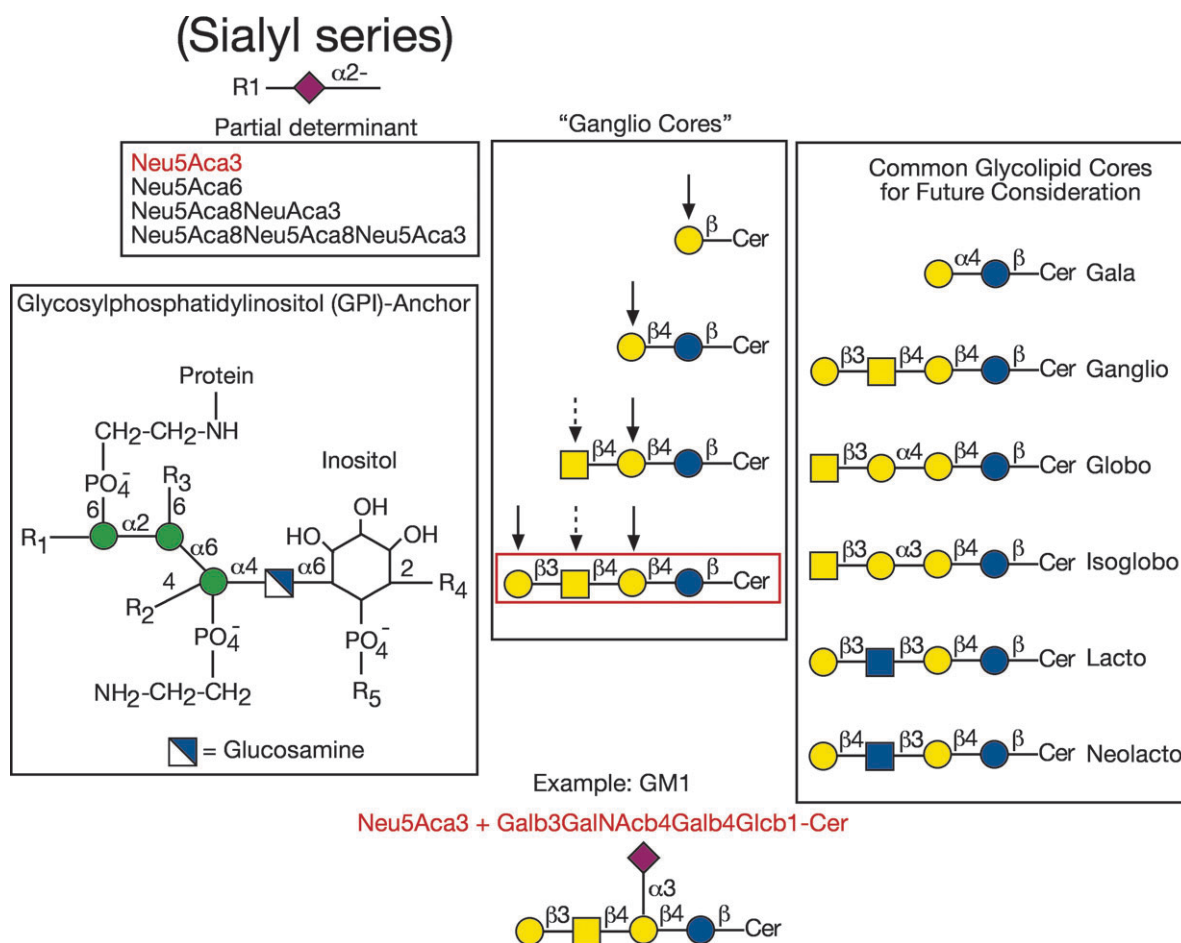 (Sialyl series)
R1 α2-
Partial determinant
Neu5Aca3
Neu5Aca6
Neu5Aca8NeuAca3
Neu5Aca8Neu5Aca8Neu5Aca3
Glycosylphosphatidylinositol (GPI)-Anchor
Protein
CH2-CH2-NH
PO4-
R3
Inositol
6
6
HO
OH
HO
OH
R1
α2
α6
4
α4
α6
2
R4
R2
PO4-
PO4-
NH2-CH2-CH2
R5
= Glucosamine
"Ganglio Cores"
β Cer
β4 β Cer
β4 β4 β Cer
β3 β4 β4 β Cer
Common Glycolipid Cores
for Future Consideration
α4 β Cer Gala
β3 β4 β4 β Cer Ganglio
β3 α4 β4 β Cer Globo
β3 α3 β4 β Cer Isoglobo
β3 β3 β4 β Cer Lacto
β4 β3 β4 β Cer Neolacto
Example: GM1
Neu5Aca3 + Galb3GalNAcb4Galb4Glcb1-Cer
α3
β3 β4 β4 β Cer